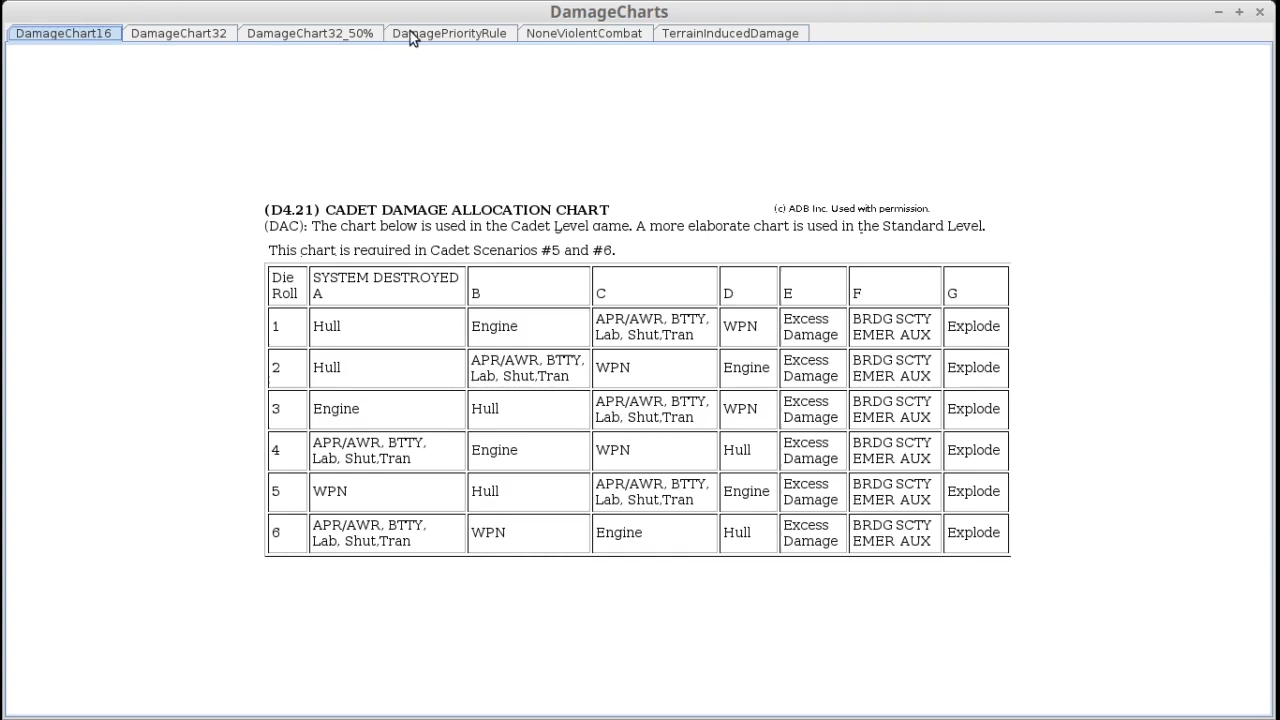 DamageCharts
DamageChart16 DamageChart32 DamageChart32_50% DamagePriorityRule NoneViolentCombat TerrainInducedDamage
(D4.21) CADET DAMAGE ALLOCATION CHART (c) ADB Inc. Used with permission.
(DAC): The chart below is used in the Cadet Level game. A more elaborate chart is used in the Standard Level.
This chart is required in Cadet Scenarios #5 and #6.
Die SYSTEM DESTROYED
Roll A B C D E F G
1 Hull Engine APR/AWR, BTTY, Lab, Shut,Tran WPN Excess Damage BRDG SCTY EMER AUX Explode
2 Hull APR/AWR, BTTY, Lab, Shut,Tran WPN Engine Excess Damage BRDG SCTY EMER AUX Explode
3 Engine Hull APR/AWR, BTTY, Lab, Shut,Tran WPN Excess Damage BRDG SCTY EMER AUX Explode
4 APR/AWR, BTTY, Lab, Shut,Tran Engine WPN Hull Excess Damage BRDG SCTY EMER AUX Explode
5 WPN Hull APR/AWR, BTTY, Lab, Shut,Tran Engine Excess Damage BRDG SCTY EMER AUX Explode
6 APR/AWR, BTTY, Lab, Shut,Tran WPN Engine Hull Excess Damage BRDG SCTY EMER AUX Explode